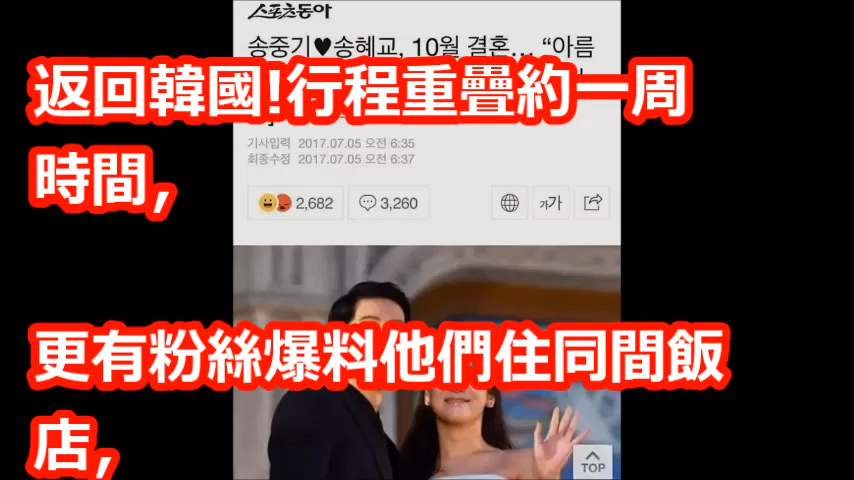 스포츠동아
송중기♥송혜교, 10월 결혼… “아름
返回韓國!行程重疊約一周
時間,
기사입력 2017.07.05 오전 6:35
최종수정 2017.07.05 오전 6:37
2,682 3,260 가가
更有粉絲爆料他們住同間飯
店,
TOP